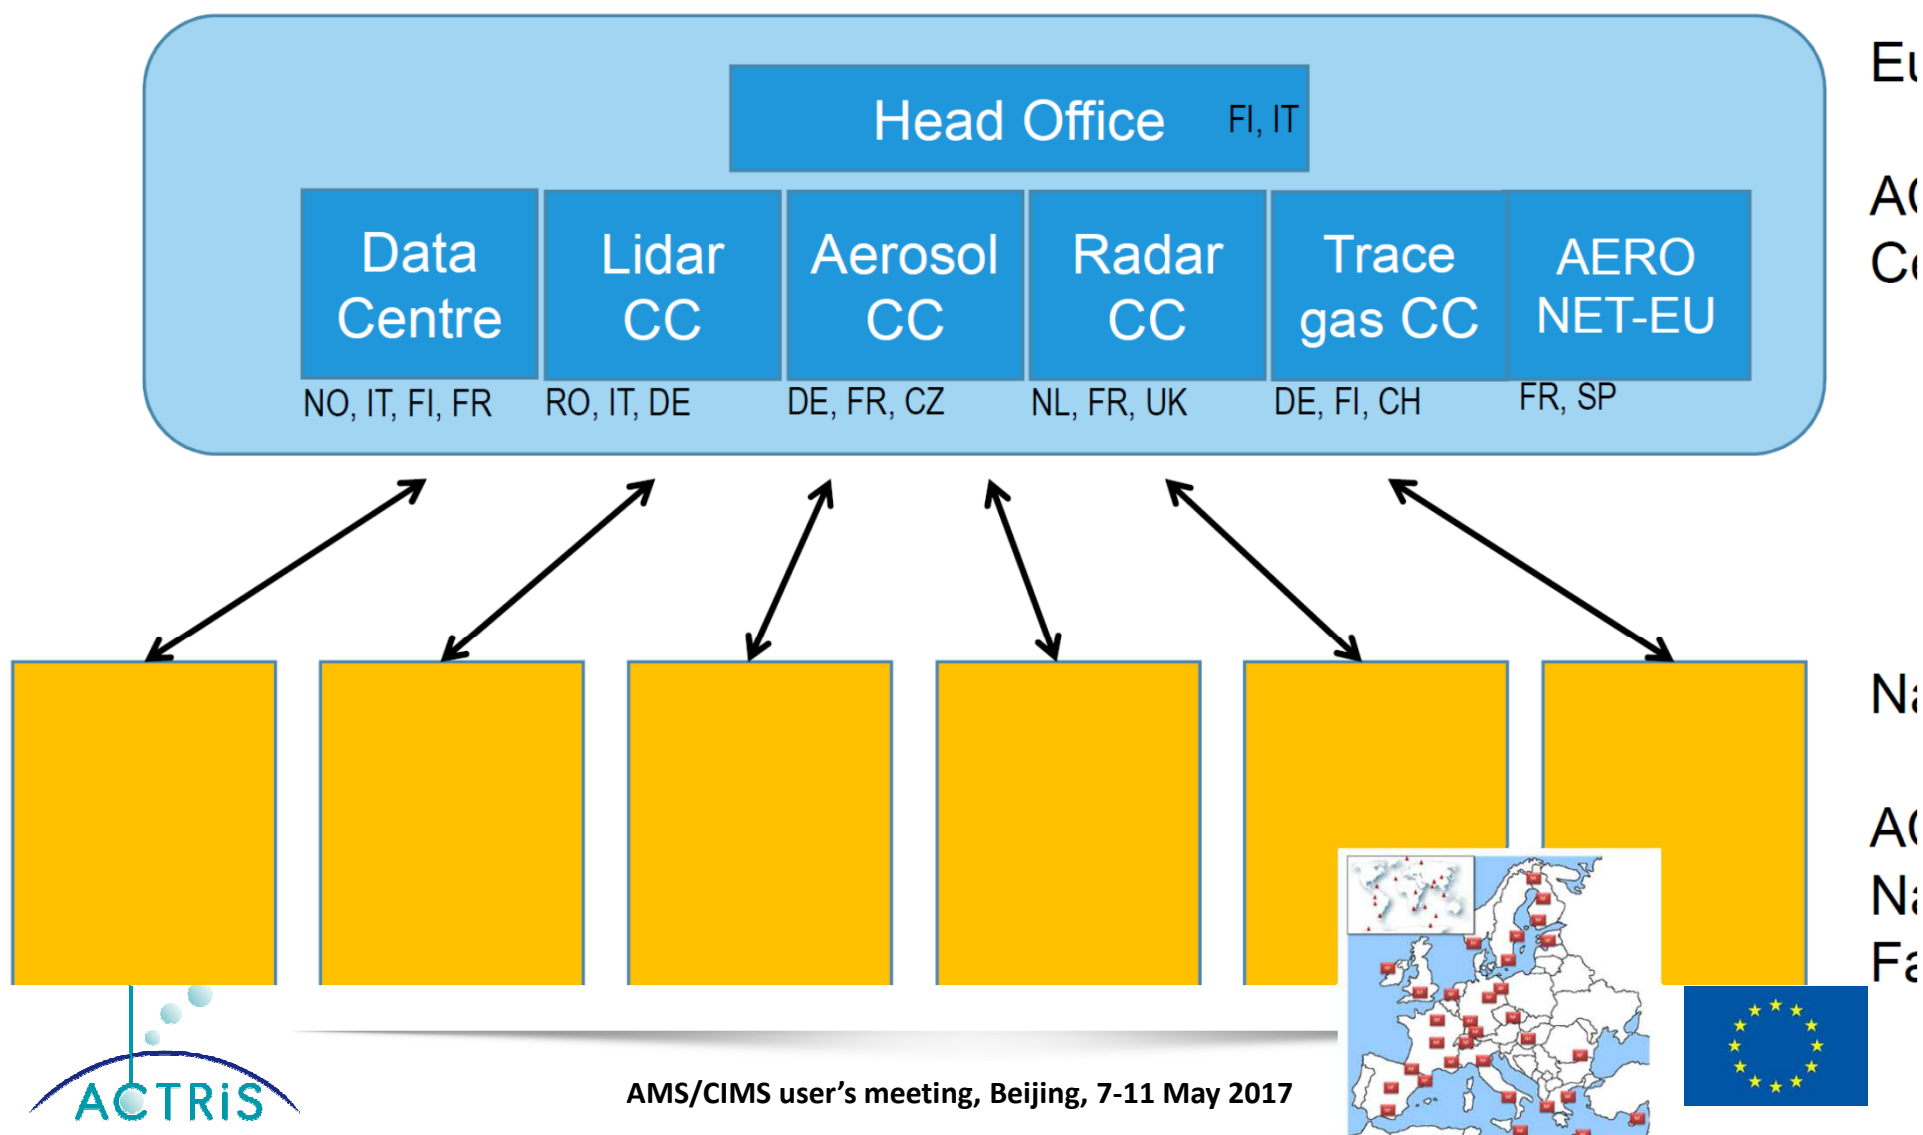 Head Office FI, IT
Data
Centre
Lidar
CC
Aerosol
CC
Radar
CC
Trace
gas CC
AERO
NET-EU
NO, IT, FI, FR
RO, IT, DE
DE, FR, CZ
NL, FR, UK
DE, FI, CH
FR, SP
ACTRiS
AMS/CIMS user's meeting, Beijing, 7-11 May 2017